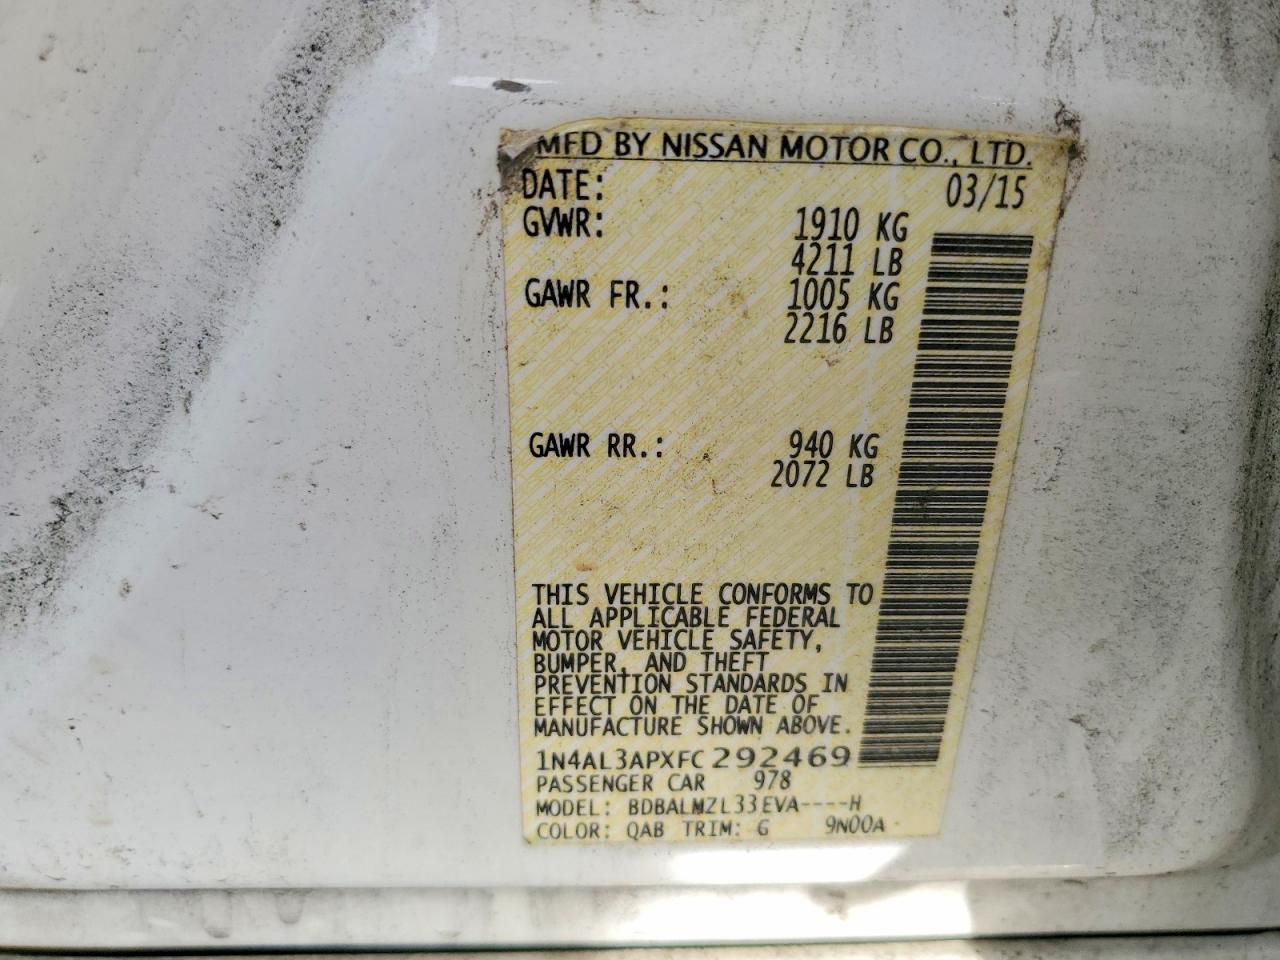 MFD BY NISSAN MOTOR CO., LTD.
DATE: 03/15
GVWR: 1910 KG
4211 LB
GAWR FR.: 1005 KG
2216 LB
GAWR RR.: 940 KG
2072 LB
THIS VEHICLE CONFORMS TO
ALL APPLICABLE FEDERAL
MOTOR VEHICLE SAFETY,
BUMPER, AND THEFT
PREVENTION STANDARDS IN
EFFECT ON THE DATE OF
MANUFACTURE SHOWN ABOVE.
1N4AL3APXFC292469
PASSENGER CAR 978
MODEL: BDBALMZL33EVA----H
COLOR: QAB TRIM: G 9N00A